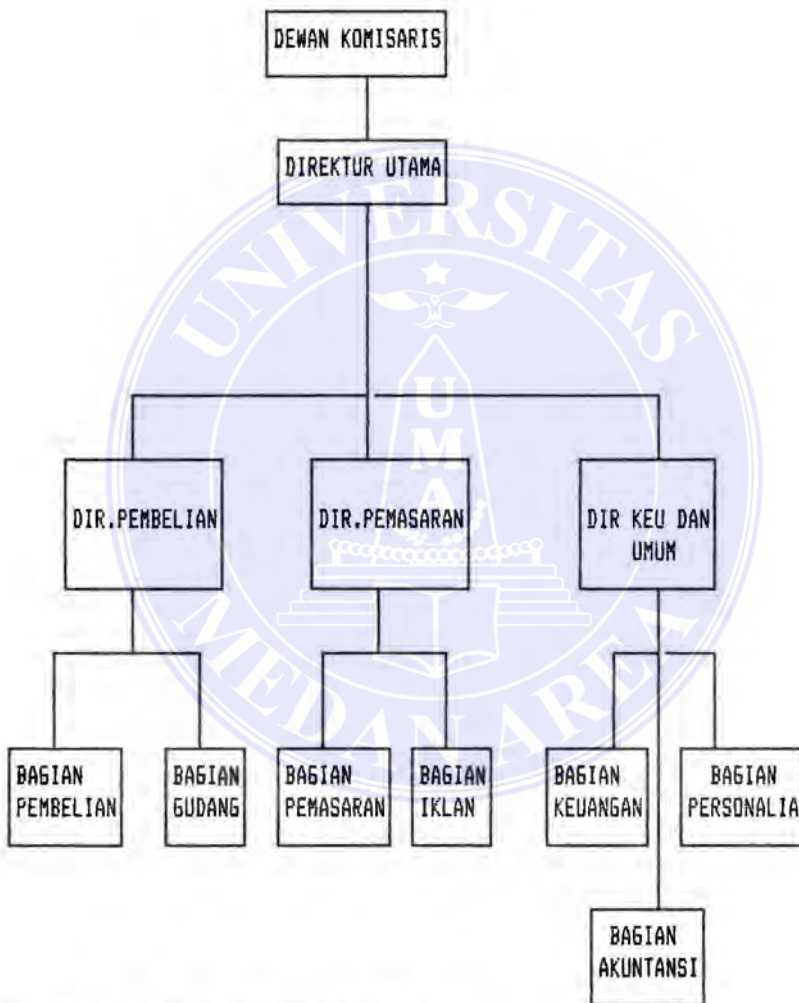 DEWAN KOMISARIS
DIREKTUR UTAMA
UNIVERSITAS
UMA
MEDAN AREA
DIR.PEMBELIAN
DIR.PEMASARAN
DIR KEU DAN
UMUM
BAGIAN
PEMBELIAN
BAGIAN
GUDANG
BAGIAN
PEMASARAN
BAGIAN
IKLAN
BAGIAN
KEUANGAN
BAGIAN
PERSONALIA
BAGIAN
AKUNTANSI